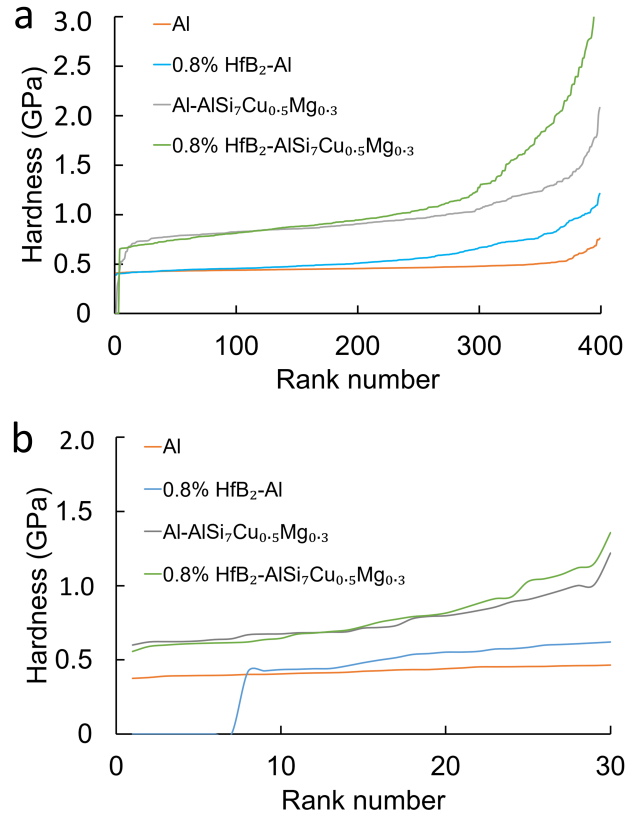 a
3.0
2.5
2.0
1.5
1.0
0.5
0
Hardness (GPa)
Al
0.8% HfB₂-Al
Al-AlSi₇Cu₀.₅Mg₀.₃
0.8% HfB₂-AlSi₇Cu₀.₅Mg₀.₃
0 100 200 300 400
Rank number
b
2.0
1.5
1.0
0.5
0
Hardness (GPa)
Al
0.8% HfB₂-Al
Al-AlSi₇Cu₀.₅Mg₀.₃
0.8% HfB₂-AlSi₇Cu₀.₅Mg₀.₃
0 10 20 30
Rank number